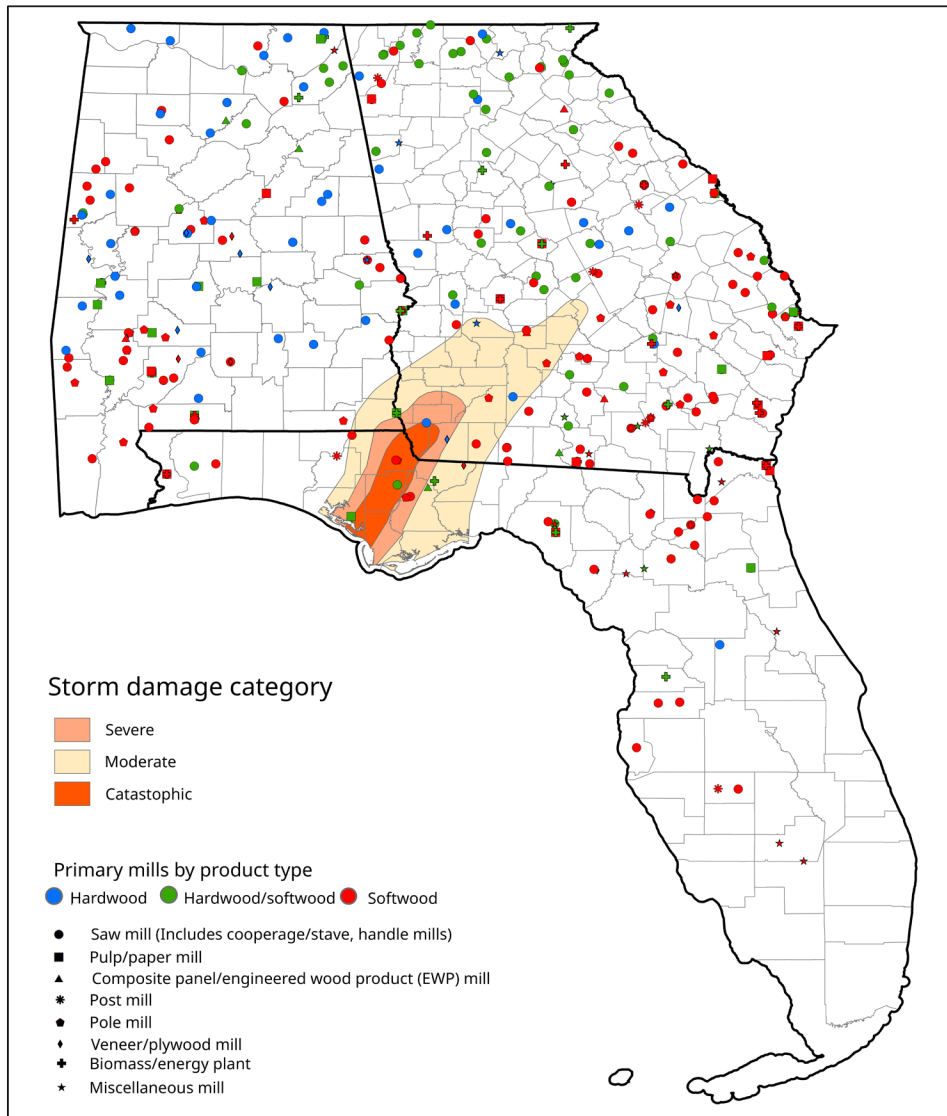 Storm damage category
Severe
Moderate
Catastophic
Primary mills by product type
Hardwood Hardwood/softwood Softwood
Saw mill (Includes cooperage/stave, handle mills)
Pulp/paper mill
Composite panel/engineered wood product (EWP) mill
Post mill
Pole mill
Veneer/plywood mill
Biomass/energy plant
Miscellaneous mill